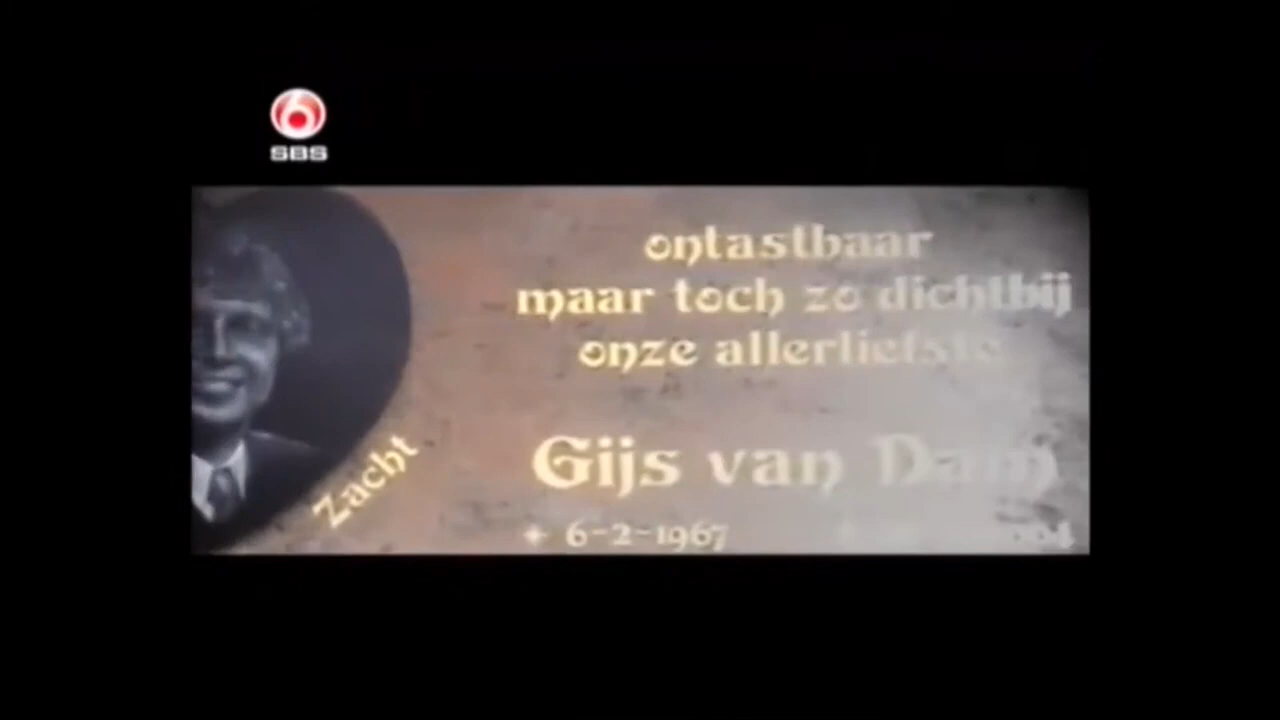 6
SBS
ontastbaar
maar toch zo dichtbij
onze allerliefste
Gijs van Dam
Zacht
6-2-1967